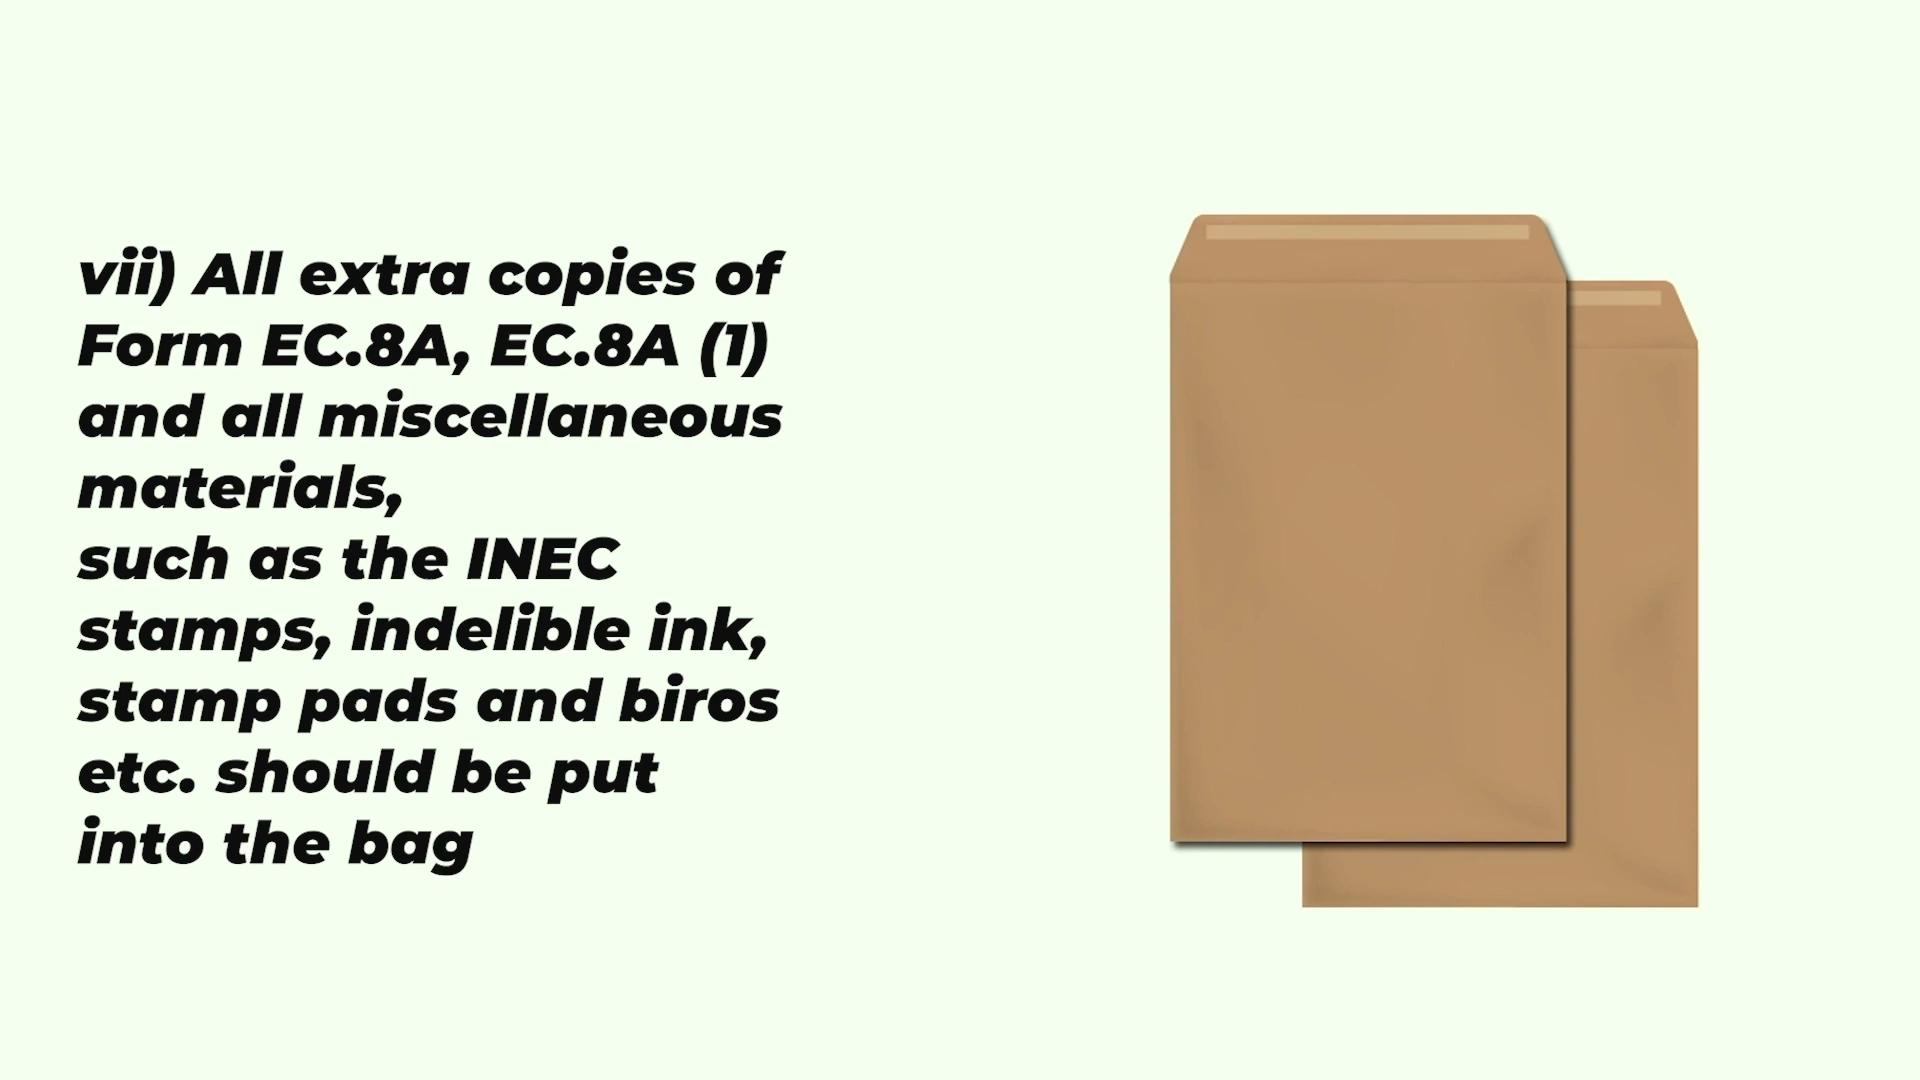 vii) All extra copies of
Form EC.8A, EC.8A (1)
and all miscellaneous
materials,
such as the INEC
stamps, indelible ink,
stamp pads and biros
etc. should be put
into the bag